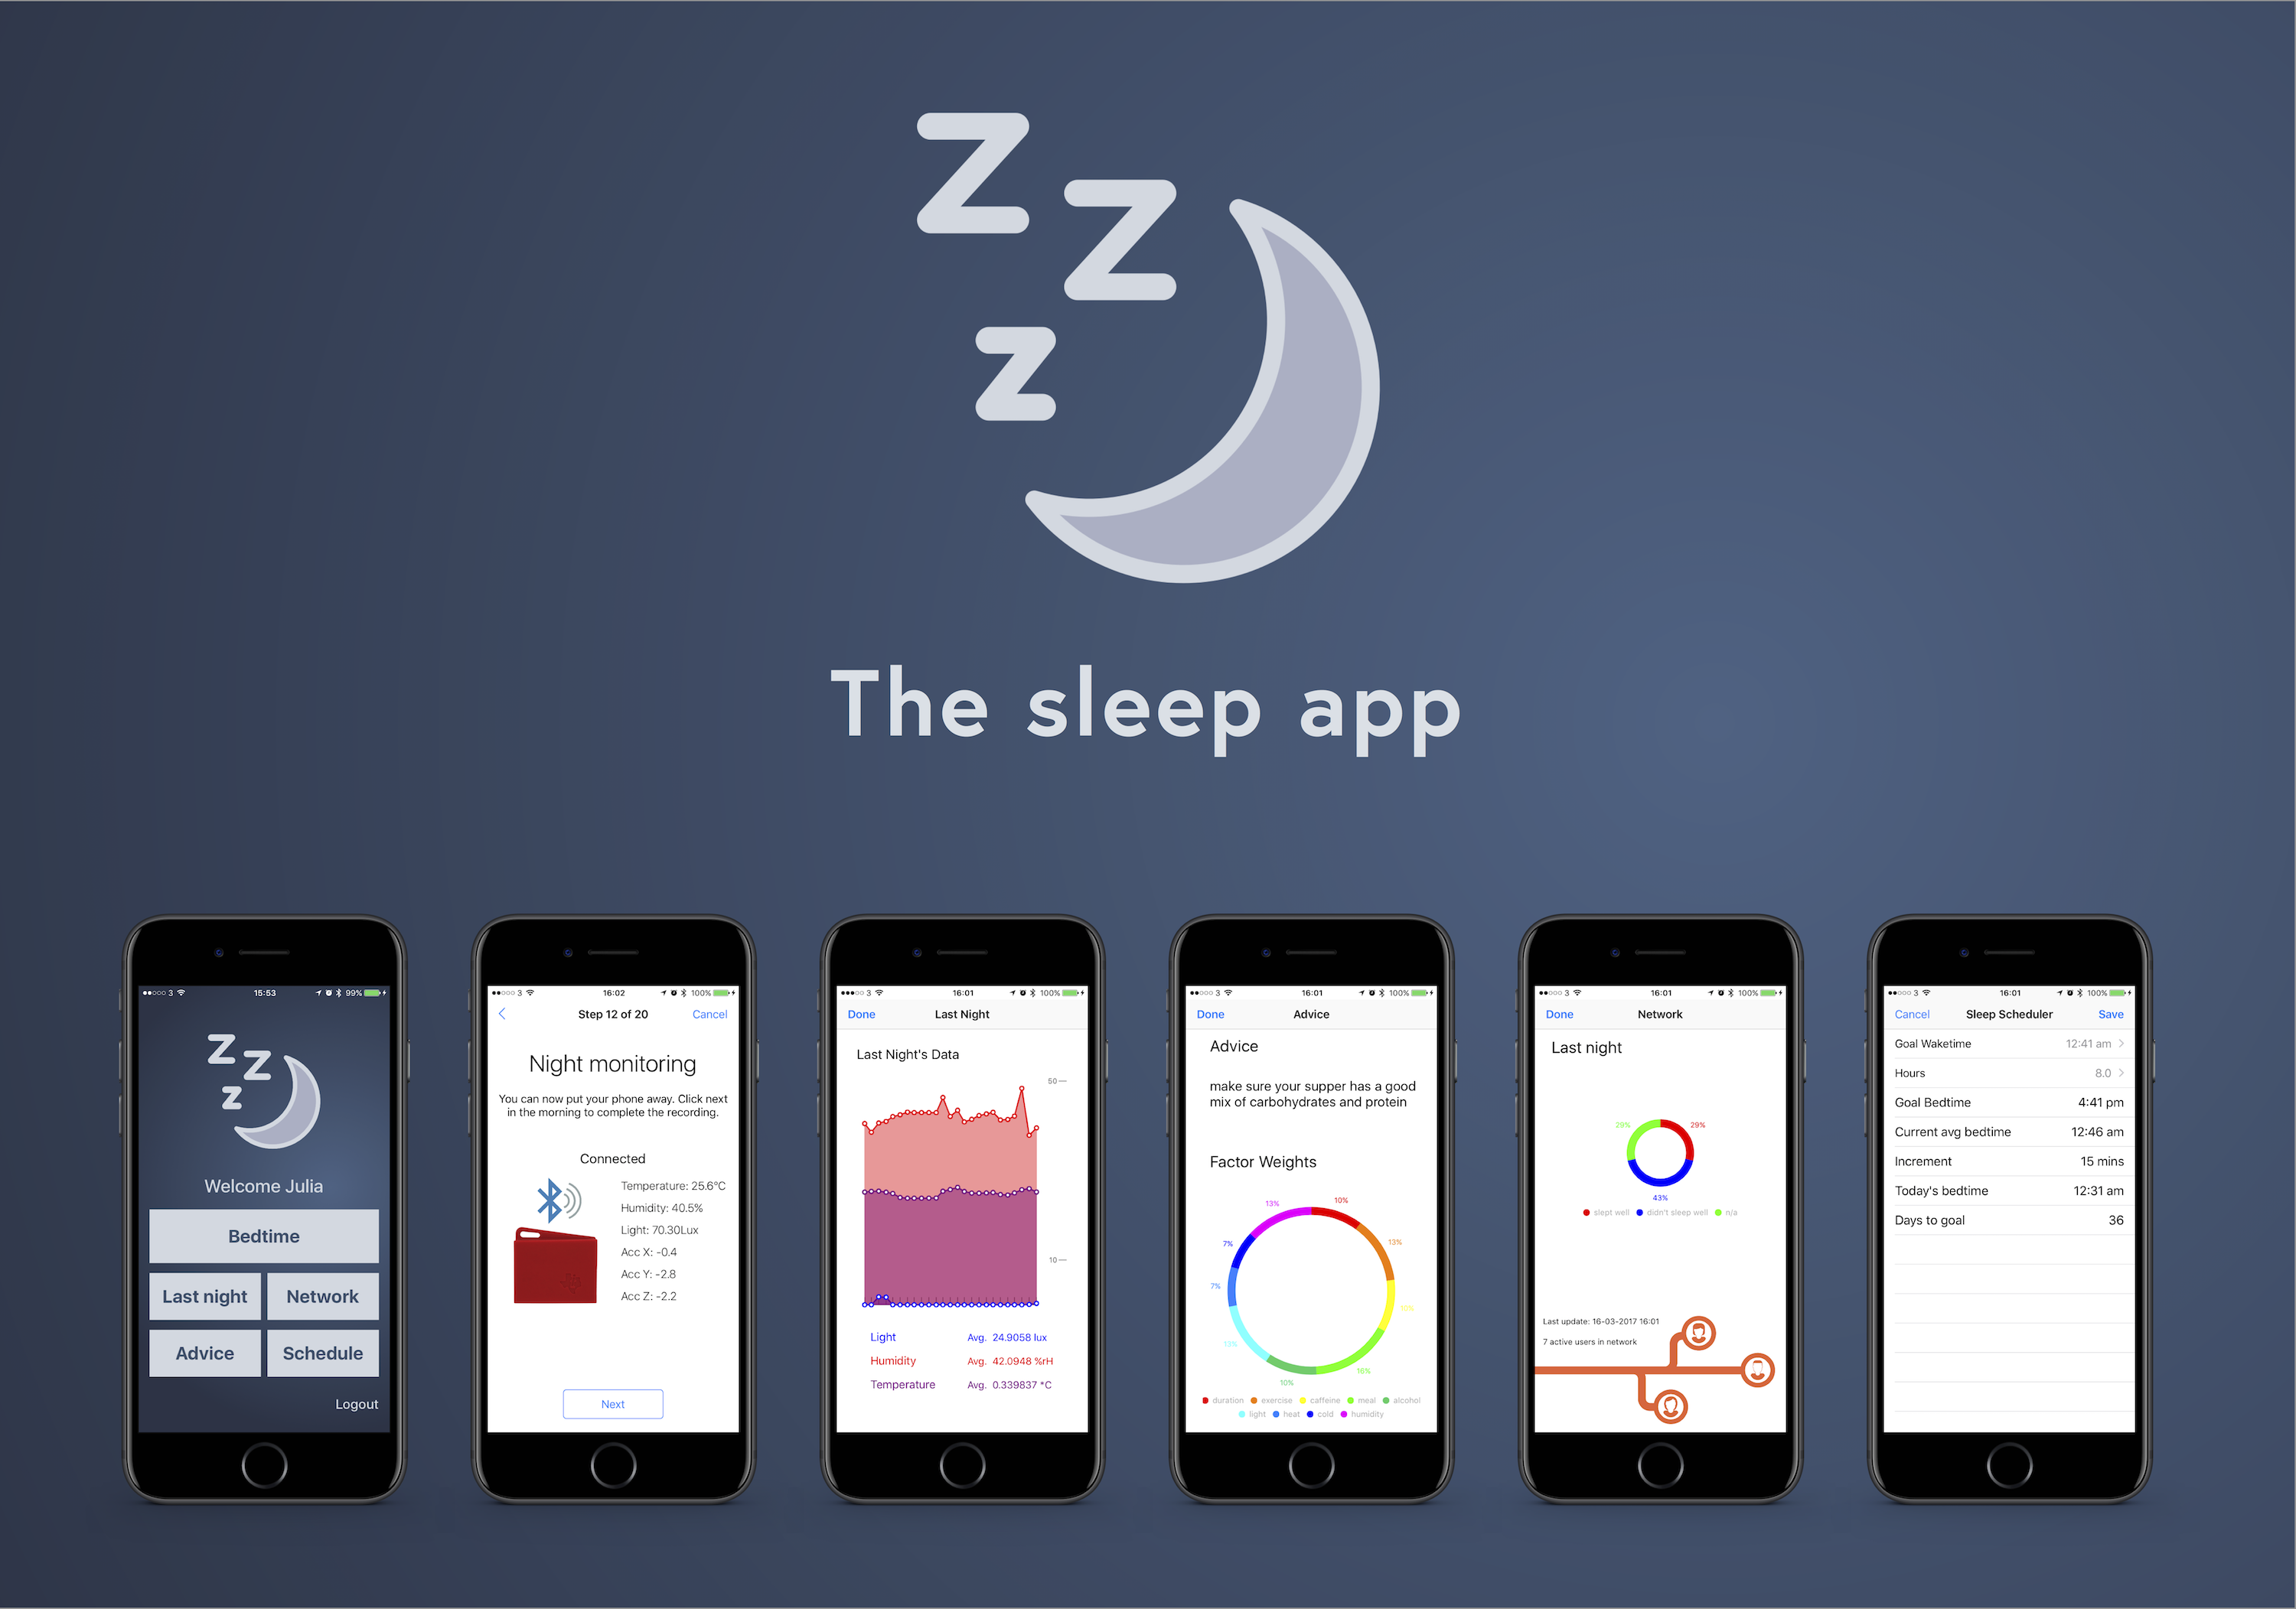 Z
Z
Z
The sleep app
3
15:53
99%
Z
Z
Z
Welcome Julia
Bedtime
Last night
Network
Advice
Schedule
Logout
3
16:02
100%
Step 12 of 20
Cancel
Night monitoring
You can now put your phone away. Click next
in the morning to complete the recording.
Connected
Temperature: 25.6°C
Humidity: 40.5%
Light: 70.30Lux
Acc X: -0.4
Acc Y: -2.8
Acc Z: -2.2
Next
3
16:01
100%
Done
Last Night
Last Night's Data
50
10
Light Avg. 24.9058 lux
Humidity Avg. 42.0948 %rH
Temperature Avg. 0.339837 *C
3
16:01
100%
Done
Advice
Advice
make sure your supper has a good
mix of carbohydrates and protein
Factor Weights
13%
10%
7%
13%
7%
13%
16%
10%
duration exercise caffeine meal alcohol
light heat cold humidity
3
16:01
100%
Done
Network
Last night
29%
29%
43%
slept well didn't sleep well n/a
Last update: 16-03-2017 16:01
7 active users in network
3
16:01
100%
Cancel
Sleep Scheduler
Save
Goal Waketime 12:41 am
Hours 8.0
Goal Bedtime 4:41 pm
Current avg bedtime 12:46 am
Increment 15 mins
Today's bedtime 12:31 am
Days to goal 36